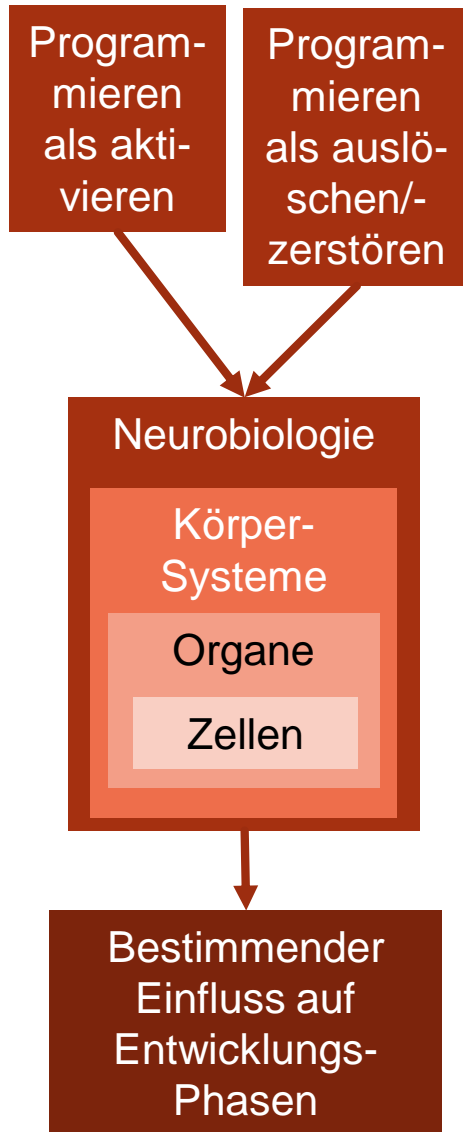 Program-
mieren
als akti-
vieren
Program-
mieren
als auslö-
schen/-
zerstören
Neurobiologie
Körper-
Systeme
Organe
Zellen
Bestimmender
Einfluss auf
Entwicklungs-
Phasen